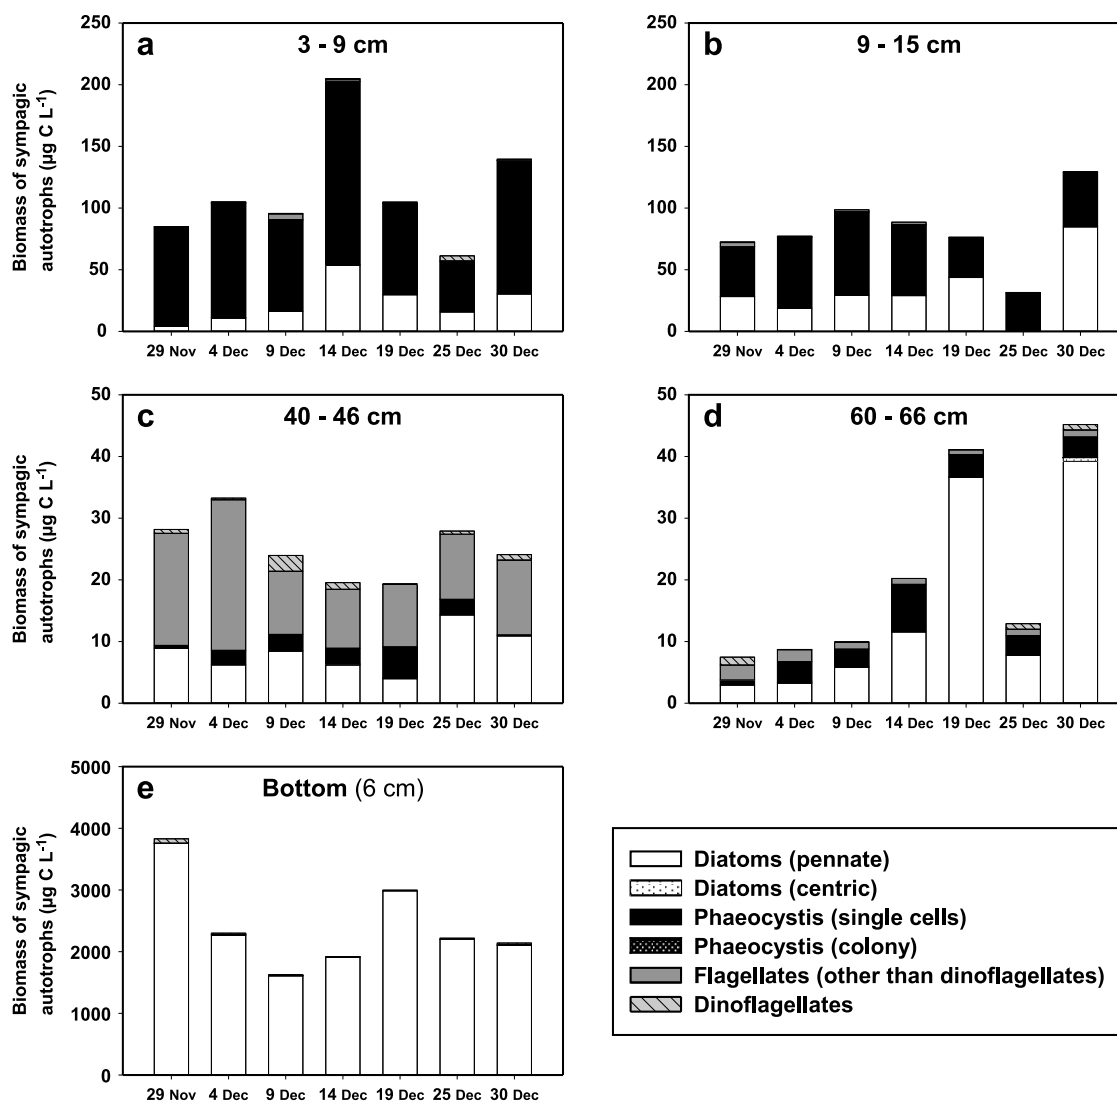 a
3 - 9 cm
250
200
150
100
50
0
Biomass of sympagic
autotrophs (µg C L-1)
29 Nov 4 Dec 9 Dec 14 Dec 19 Dec 25 Dec 30 Dec
b
9 - 15 cm
250
200
150
100
50
0
29 Nov 4 Dec 9 Dec 14 Dec 19 Dec 25 Dec 30 Dec
c
40 - 46 cm
50
40
30
20
10
0
Biomass of sympagic
autotrophs (µg C L-1)
29 Nov 4 Dec 9 Dec 14 Dec 19 Dec 25 Dec 30 Dec
d
60 - 66 cm
50
40
30
20
10
0
29 Nov 4 Dec 9 Dec 14 Dec 19 Dec 25 Dec 30 Dec
e
Bottom (6 cm)
5000
4000
3000
2000
1000
0
Biomass of sympagic
autotrophs (µg C L-1)
29 Nov 4 Dec 9 Dec 14 Dec 19 Dec 25 Dec 30 Dec
Diatoms (pennate)
Diatoms (centric)
Phaeocystis (single cells)
Phaeocystis (colony)
Flagellates (other than dinoflagellates)
Dinoflagellates